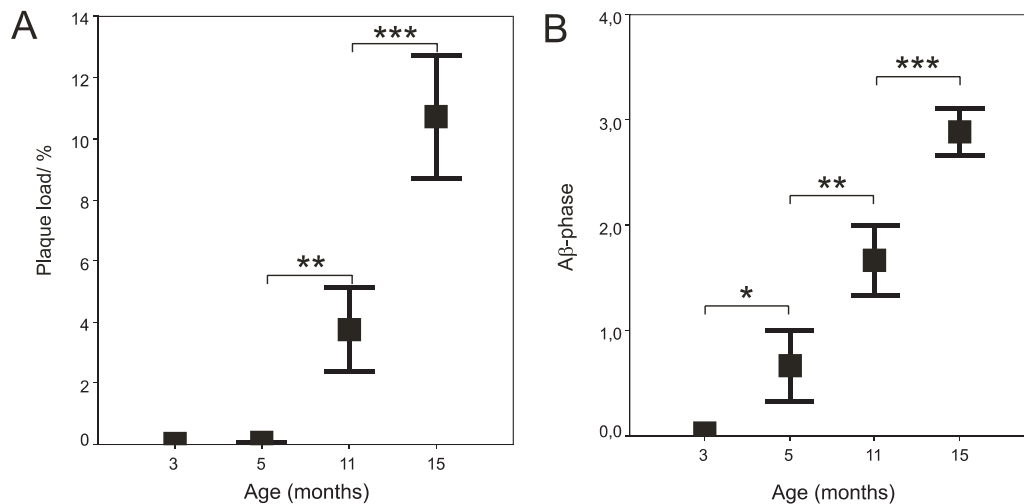 A
14
12
10
8
6
4
2
0
Plaque load/ %
**
***
3 5 11 15
Age (months)
B
4,0
3,0
2,0
1,0
0,0
Aβ-phase
*
**
***
3 5 11 15
Age (months)